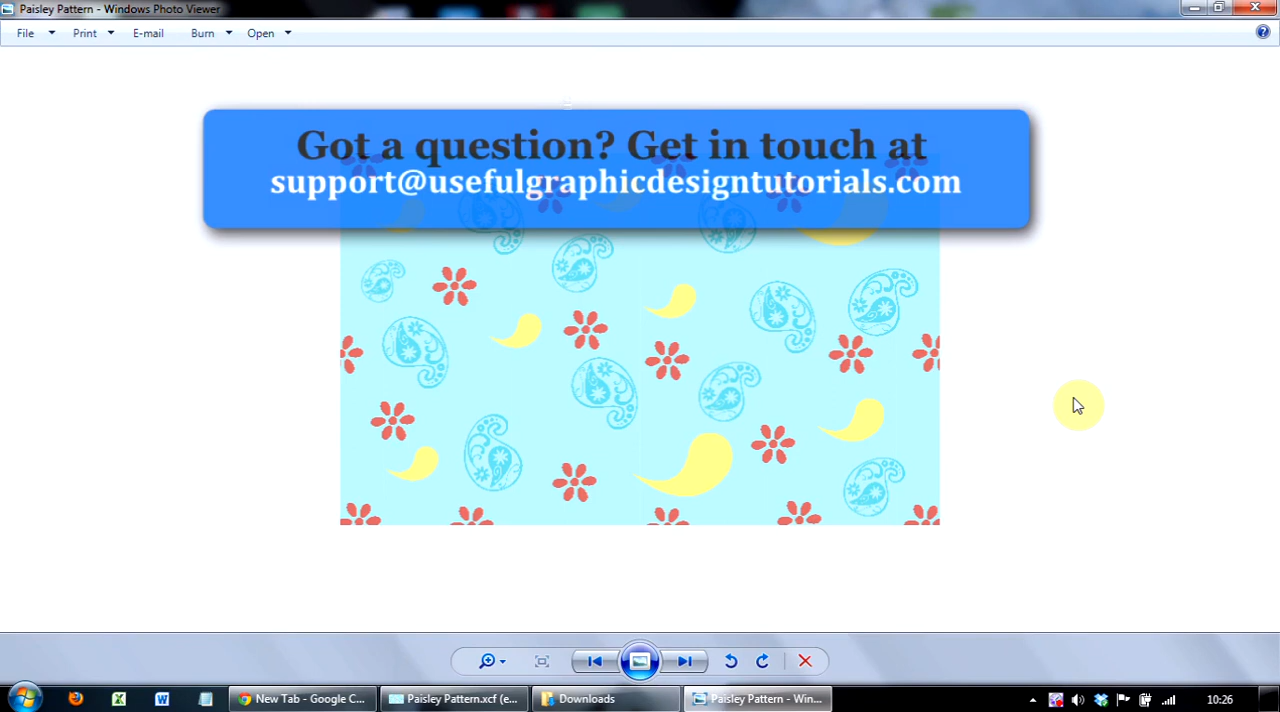 Paisley Pattern - Windows Photo Viewer
File Print E-mail Burn Open
Got a question? Get in touch at
support@usefulgraphicdesigntutorials.com
New Tab - Google C... Paisley Pattern.xcf (e... Downloads Paisley Pattern - Win... 10:26